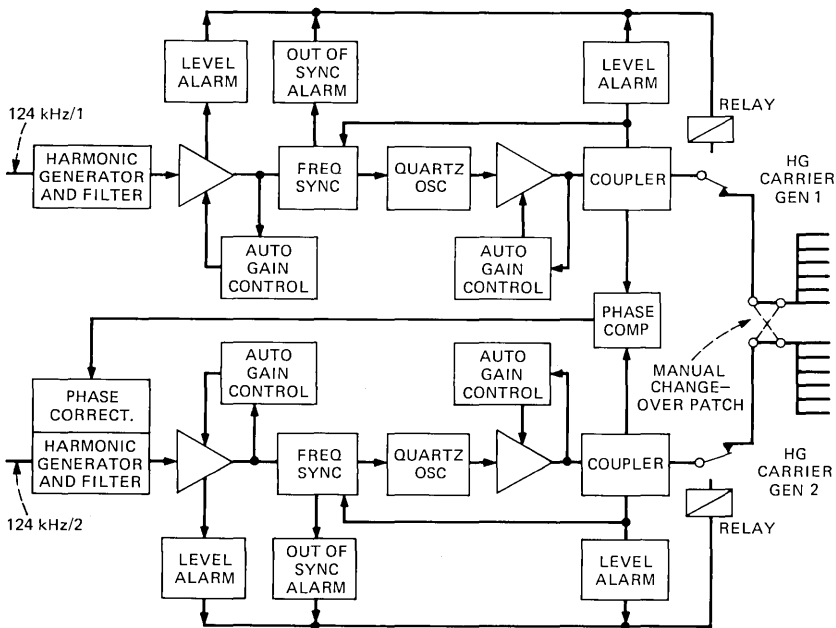 LEVEL
ALARM
OUT OF
SYNC
ALARM
LEVEL
ALARM
RELAY
124 kHz/1
HARMONIC
GENERATOR
AND FILTER
FREQ
SYNC
QUARTZ
OSC
COUPLER
HG
CARRIER
GEN 1
AUTO
GAIN
CONTROL
AUTO
GAIN
CONTROL
PHASE
COMP
MANUAL
CHANGE–
OVER PATCH
AUTO
GAIN
CONTROL
AUTO
GAIN
CONTROL
PHASE
CORRECT.
HARMONIC
GENERATOR
AND FILTER
FREQ
SYNC
QUARTZ
OSC
COUPLER
HG
CARRIER
GEN 2
124 kHz/2
RELAY
LEVEL
ALARM
OUT OF
SYNC
ALARM
LEVEL
ALARM